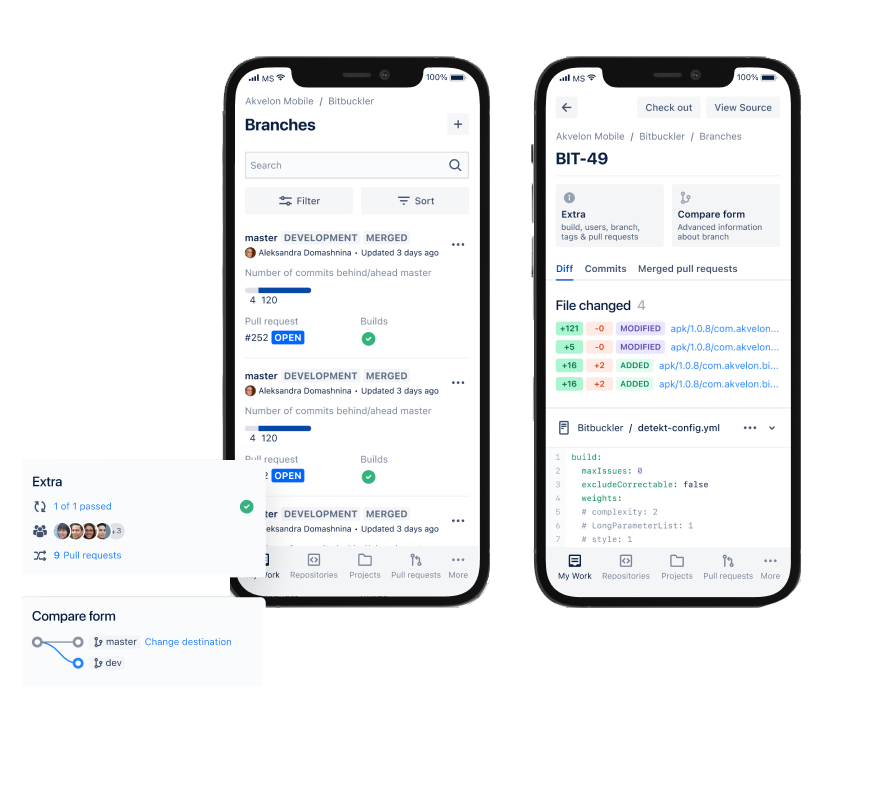 MS
100%
Akvelon Mobile / Bitbuckler
Branches
+
Search
Filter
Sort
master DEVELOPMENT MERGED
Aleksandra Domashnina • Updated 3 days ago
Number of commits behind/ahead master
4 120
Pull request Builds
#252 OPEN
master DEVELOPMENT MERGED
Aleksandra Domashnina • Updated 3 days ago
Number of commits behind/ahead master
4 120
Pull request Builds
2 OPEN
ter DEVELOPMENT MERGED
eksandra Domashnina • Updated 3 days ago
Work Repositories Projects Pull requests More
Extra
1 of 1 passed
+3
9 Pull requests
Compare form
master Change destination
dev
MS
100%
Check out
View Source
Akvelon Mobile / Bitbuckler / Branches
BIT-49
Extra
build, users, branch,
tags & pull requests
Compare form
Advanced information
about branch
Diff Commits Merged pull requests
File changed 4
+121 -0 MODIFIED apk/1.0.8/com.akvelon...
+5 -0 MODIFIED apk/1.0.8/com.akvelon...
+16 +2 ADDED apk/1.0.8/com.akvelon.bi...
+16 +2 ADDED apk/1.0.8/com.akvelon.bi...
Bitbuckler / detekt-config.yml
1 build:
2 maxIssues: 0
3 excludeCorrectable: false
4 weights:
5 # complexity: 2
6 # LongParameterList: 1
7 # style: 1
My Work Repositories Projects Pull requests More